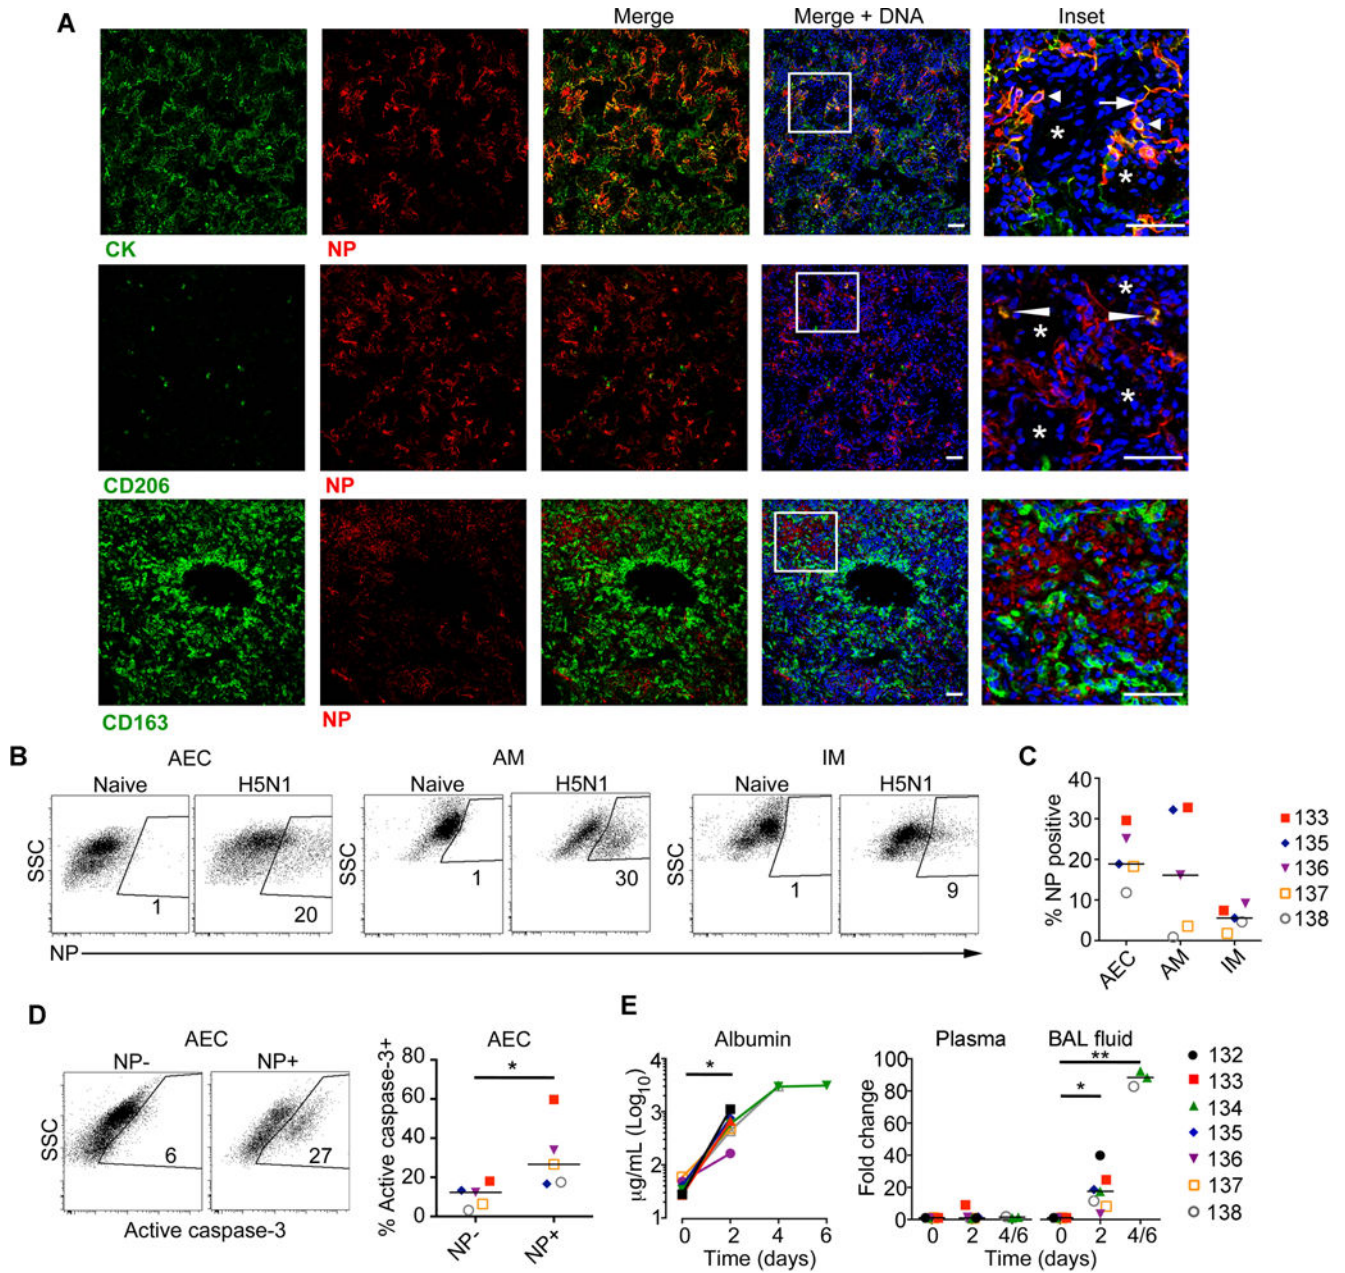 A
Merge
Merge + DNA
Inset
CK
NP
CD206
NP
CD163
NP
B
AEC
AM
IM
Naive
H5N1
Naive
H5N1
Naive
H5N1
SSC
1
20
SSC
1
30
SSC
1
9
NP
C
% NP positive
40
30
20
10
0
AEC
AM
IM
133
135
136
137
138
D
AEC
NP-
NP+
SSC
6
27
Active caspase-3
AEC
% Active caspase-3+
80
60
40
20
0
*
NP-
NP+
E
Albumin
µg/mL (Log10)
4
3
2
1
*
0
2
4
6
Time (days)
Plasma
BAL fluid
Fold change
100
80
60
40
20
0
**
*
0
2
4/6
0
2
4/6
Time (days)
132
133
134
135
136
137
138